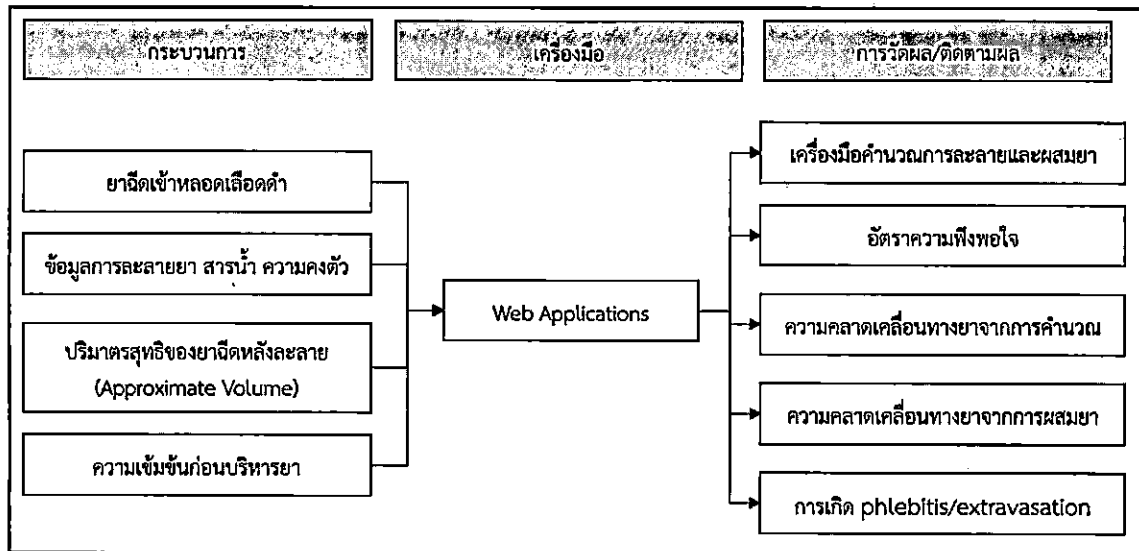 กระบวนการ
เครื่องมือ
การวัดผล/ติดตามผล
ยาฉีดเข้าหลอดเลือดดำ
ข้อมูลการละลายยา สารน้ำ ความคงตัว
ปริมาตรสุทธิของยาฉีดหลังละลาย
(Approximate Volume)
ความเข้มข้นก่อนบริหารยา
Web Applications
เครื่องมือคำนวณการละลายและผสมยา
อัตราความพึงพอใจ
ความคลาดเคลื่อนทางยาจากการคำนวณ
ความคลาดเคลื่อนทางยาจากการผสมยา
การเกิด phlebitis/extravasation